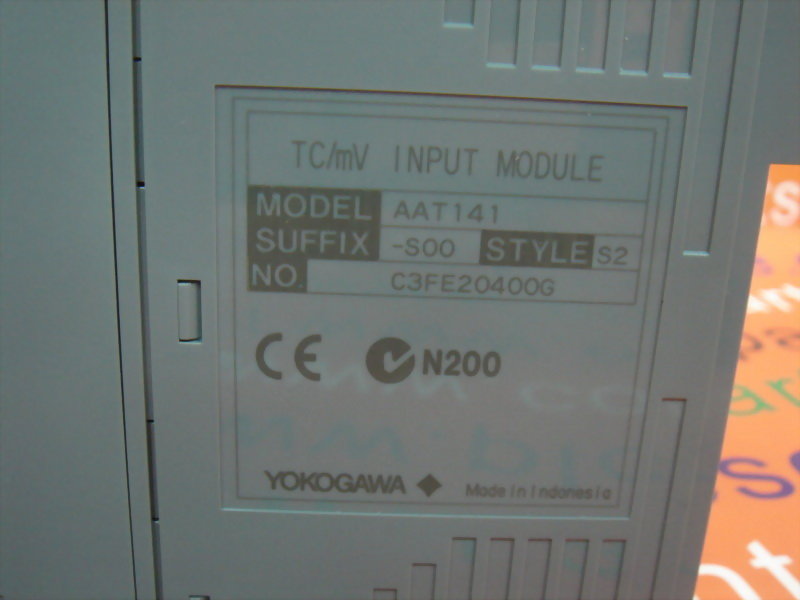 TC/mV INPUT MODULE
MODEL AAT141
SUFFIX -S00 STYLE S2
NO. C3FE20400G
CE N200
YOKOGAWA ◆ Made in Indonesia